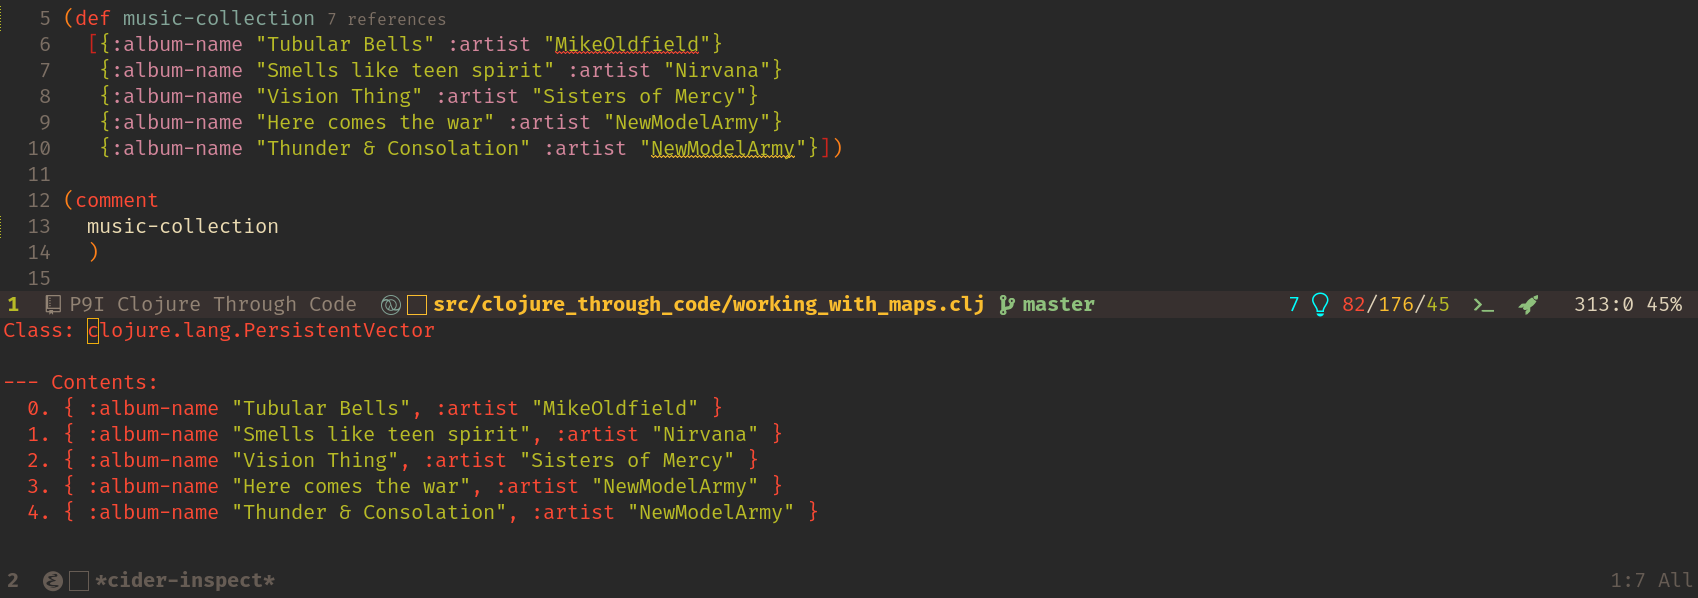 5 (def music-collection 7 references
6   [{:album-name "Tubular Bells" :artist "MikeOldfield"}
7    {:album-name "Smells like teen spirit" :artist "Nirvana"}
8    {:album-name "Vision Thing" :artist "Sisters of Mercy"}
9    {:album-name "Here comes the war" :artist "NewModelArmy"}
10    {:album-name "Thunder & Consolation" :artist "NewModelArmy"}])
11
12 (comment
13   music-collection
14   )
15
1 P9I Clojure Through Code src/clojure_through_code/working_with_maps.clj master 7 82/176/45 >_ 313:0 45%
Class: clojure.lang.PersistentVector
--- Contents:
  0. { :album-name "Tubular Bells", :artist "MikeOldfield" }
  1. { :album-name "Smells like teen spirit", :artist "Nirvana" }
  2. { :album-name "Vision Thing", :artist "Sisters of Mercy" }
  3. { :album-name "Here comes the war", :artist "NewModelArmy" }
  4. { :album-name "Thunder & Consolation", :artist "NewModelArmy" }
2 *cider-inspect* 1:7 All